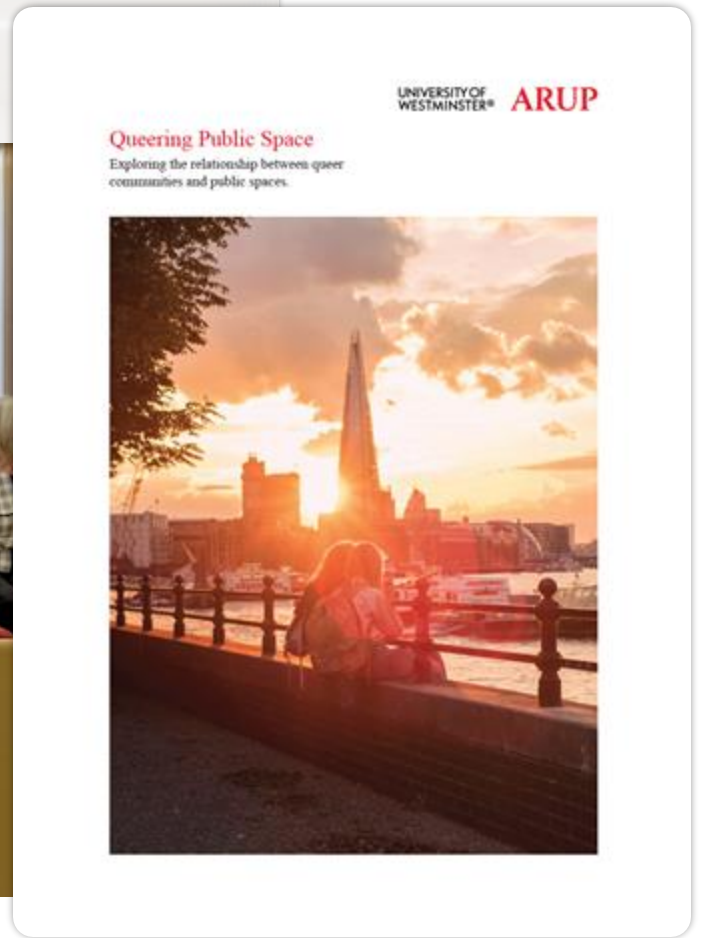 UNIVERSITY OF
WESTMINSTER®
ARUP
Queering Public Space
Exploring the relationship between queer
communities and public spaces.